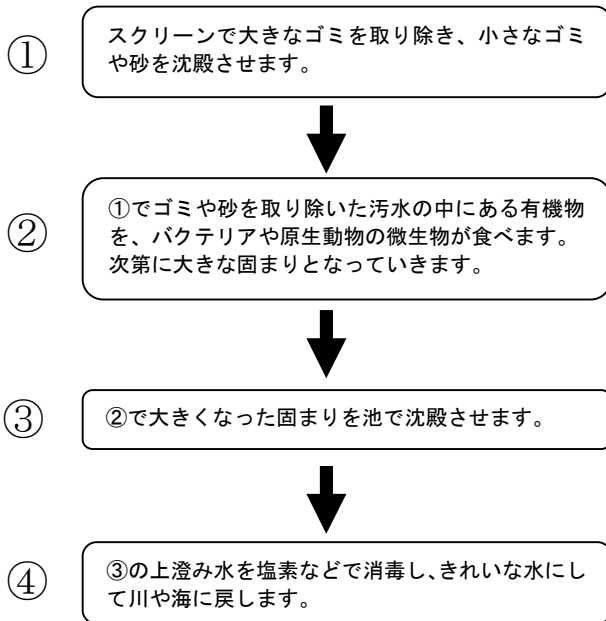 ①
スクリーンで大きなゴミを取り除き、小さなゴミ
や砂を沈殿させます。
②
①でゴミや砂を取り除いた汚水の中にある有機物
を、バクテリアや原生動物の微生物が食べます。
次第に大きな固まりとなっていきます。
③
②で大きくなった固まりを池で沈殿させます。
④
③の上澄み水を塩素などで消毒し、きれいな水にし
て川や海に戻します。